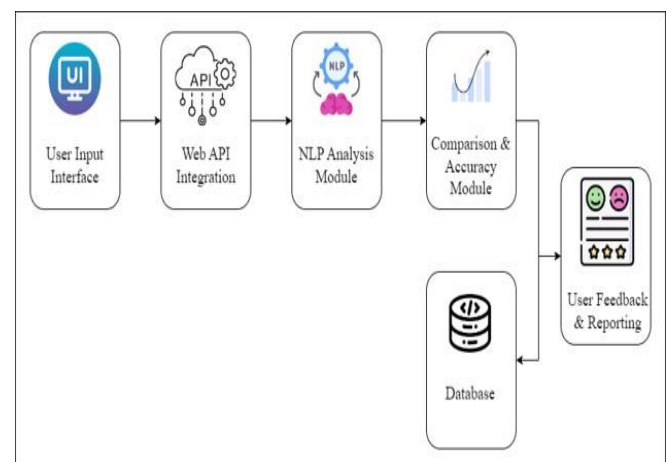 UI
User Input
Interface
API
Web API
Integration
NLP
NLP Analysis
Module
Comparison &
Accuracy
Module
User Feedback
& Reporting
</>
Database